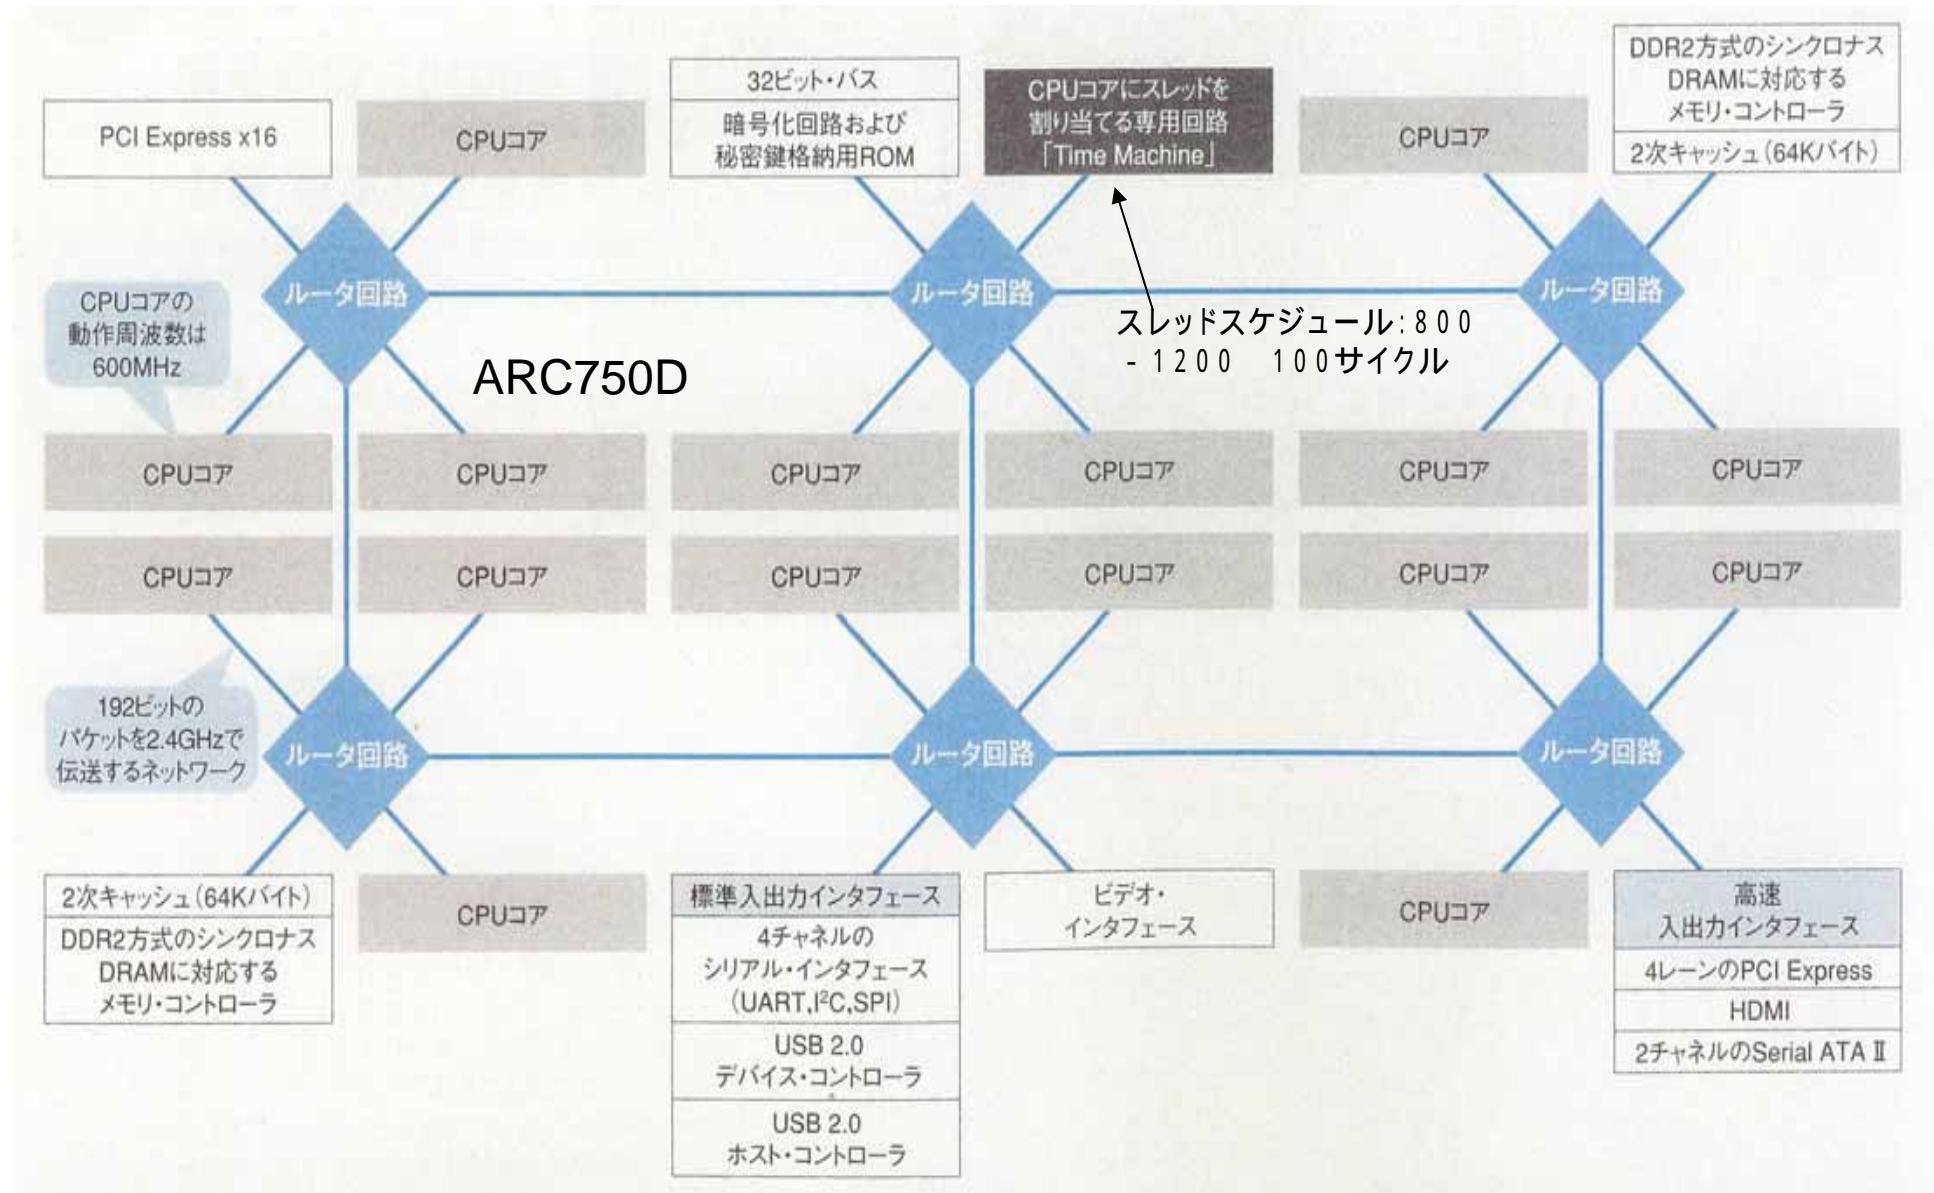 PCI Express x16
CPUコア
32ビット・バス
暗号化回路および
秘密鍵格納用ROM
CPUコアにスレッドを
割り当てる専用回路
「Time Machine」
CPUコア
DDR2方式のシンクロナス
DRAMに対応する
メモリ・コントローラ
2次キャッシュ(64Kバイト)
ルータ回路
ルータ回路
ルータ回路
CPUコアの
動作周波数は
600MHz
ARC750D
スレッドスケジュール:800
-1200 100サイクル
CPUコア
CPUコア
CPUコア
CPUコア
CPUコア
CPUコア
CPUコア
CPUコア
CPUコア
CPUコア
CPUコア
CPUコア
192ビットの
パケットを2.4GHzで
伝送するネットワーク
ルータ回路
ルータ回路
ルータ回路
2次キャッシュ(64Kバイト)
DDR2方式のシンクロナス
DRAMに対応する
メモリ・コントローラ
CPUコア
標準入出力インタフェース
4チャネルの
シリアル・インタフェース
(UART,I²C,SPI)
USB 2.0
デバイス・コントローラ
USB 2.0
ホスト・コントローラ
ビデオ・
インタフェース
CPUコア
高速
入出力インタフェース
4レーンのPCI Express
HDMI
2チャネルのSerial ATA Ⅱ